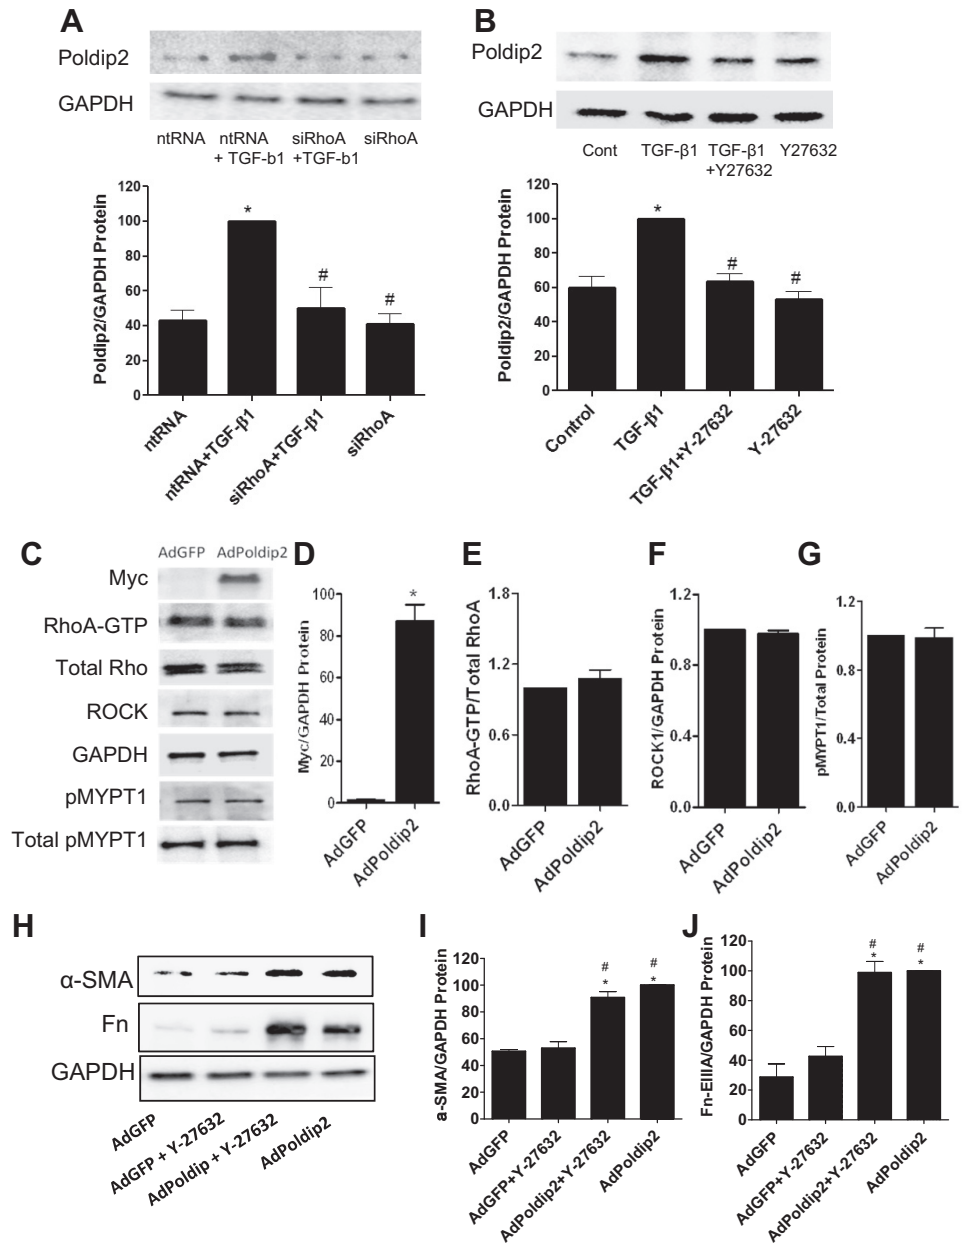 A
Poldip2
GAPDH
ntRNA ntRNA siRhoA siRhoA
+ TGF-b1 +TGF-b1
120
100
80
60
40
20
0
Poldip2/GAPDH Protein
*
#
#
ntRNA
ntRNA+TGF-β1
siRhoA+TGF-β1
siRhoA
B
Poldip2
GAPDH
Cont TGF-β1 TGF-β1 Y27632
+Y27632
120
100
80
60
40
20
0
Poldip2/GAPDH Protein
*
#
#
Control
TGF-β1
TGF-β1+Y-27632
Y-27632
C
AdGFP AdPoldip2
Myc
RhoA-GTP
Total Rho
ROCK
GAPDH
pMYPT1
Total pMYPT1
D
100
80
60
40
20
0
Myc/GAPDH Protein
*
AdGFP
AdPoldip2
E
1.8
1.2
0.6
0.0
RhoA-GTP/Total RhoA
AdGFP
AdPoldip2
F
1.2
0.8
0.4
0.0
ROCK1/GAPDH Protein
AdGFP
AdPoldip2
G
1.2
0.8
0.4
0.0
pMYPT1/Total Protein
AdGFP
AdPoldip2
H
α-SMA
Fn
GAPDH
AdGFP
AdGFP + Y-27632
AdPoldip + Y-27632
AdPoldip2
I
120
100
80
60
40
20
0
a-SMA/GAPDH Protein
#
*
#
*
AdGFP
AdGFP+Y-27632
AdPoldip2+Y-27632
AdPoldip2
J
120
100
80
60
40
20
0
Fn-EIIIA/GAPDH Protein
#
*
#
*
AdGFP
AdGFP+Y-27632
AdPoldip2+Y-27632
AdPoldip2